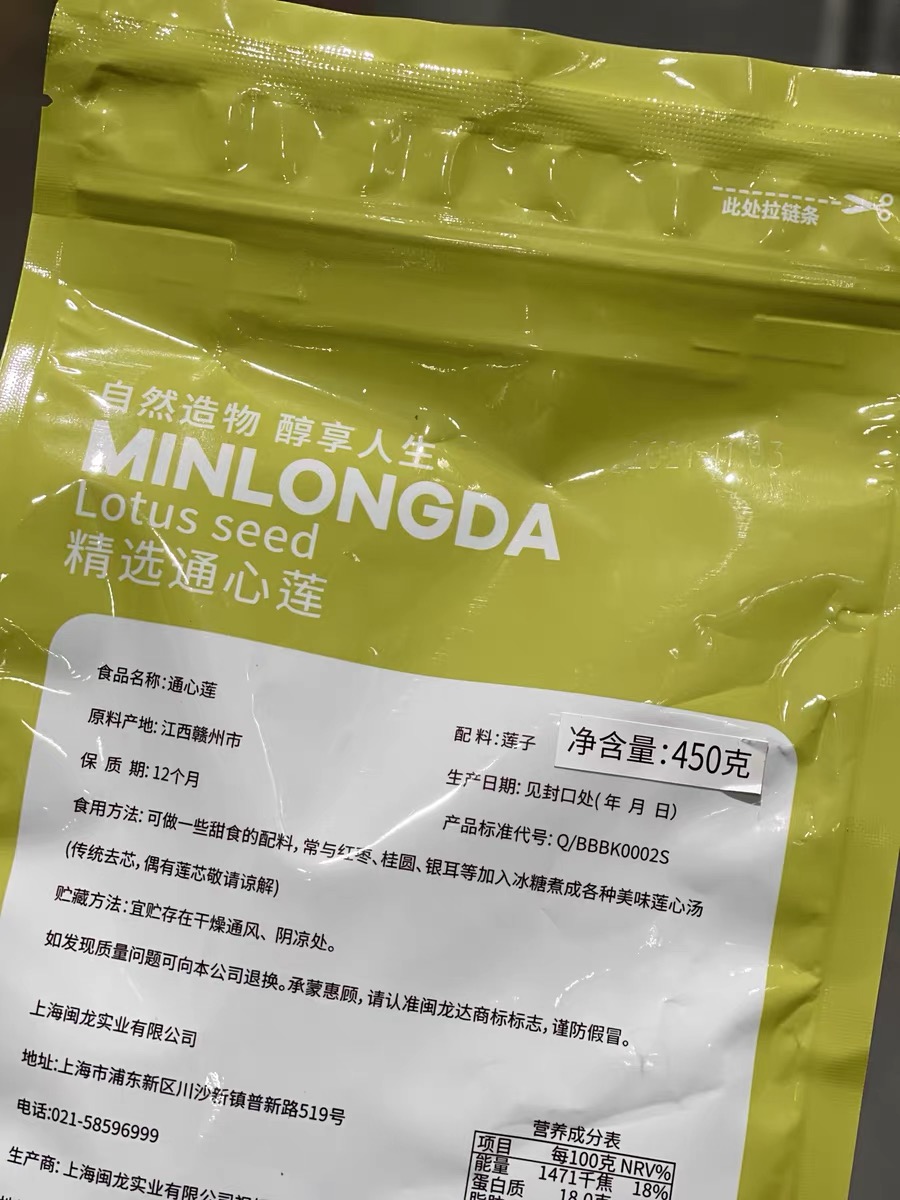 此处拉链条
自然造物 醇享人生
MINLONGDA
Lotus seed
精选通心莲
食品名称:通心莲
原料产地: 江西赣州市
配 料:莲子
净含量:450克
保 质 期: 12个月
生产日期: 见封口处( 年 月 日)
产品标准代号: Q/BBBK0002S
食用方法: 可做一些甜食的配料, 常与红枣、桂圆、银耳等加入冰糖煮成各种美味莲心汤
(传统去芯, 偶有莲芯敬请谅解)
贮藏方法:宜贮存在干燥通风、阴凉处。
如发现质量问题可向本公司退换。承蒙惠顾, 请认准闽龙达商标标志, 谨防假冒。
上海闽龙实业有限公司
地址:上海市浦东新区川沙新镇普新路519号
电话:021-58596999
生产商: 上海闽龙实业有限公司
营养成分表
项目 每100克 NRV%
能量 1471千焦 18%
蛋白质 18.0克